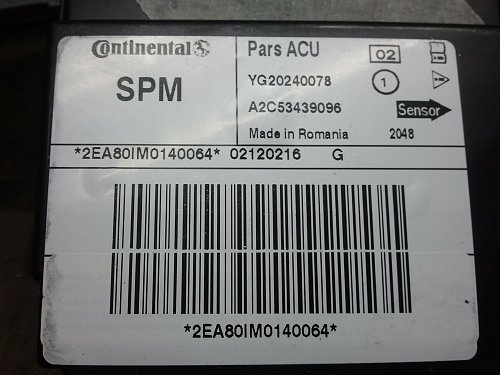 Continental
SPM
Pars ACU
YG20240078
A2C53439096
Made in Romania
02
1
Sensor
2048
*2EA80IM0140064* 02120216 G
*2EA80IM0140064*